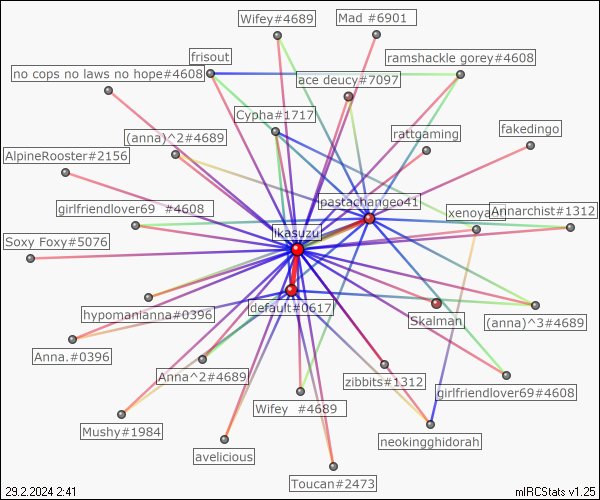 Wifey#4689
Mad #6901
frisout
ramshackle gorey#4608
no cops no laws no hope#4608
ace deucy#7097
Cypha#1717
(anna)^2#4689
rattgaming
fakedingo
AlpineRooster#2156
pastachangeo41
girlfriendlover69 #4608
Annarchist#1312
ikasuzu
Soxy Foxy#5076
default#0617
hypomanianna#0396
Skalman
(anna)^3#4689
Anna.#0396
Anna^2#4689
zibbits#1312
girlfriendlover69#4608
Wifey #4689
Mushy#1984
neokingghidorah
avelicious
Toucan#2473
29.2.2024 2:41
mIRCStats v1.25